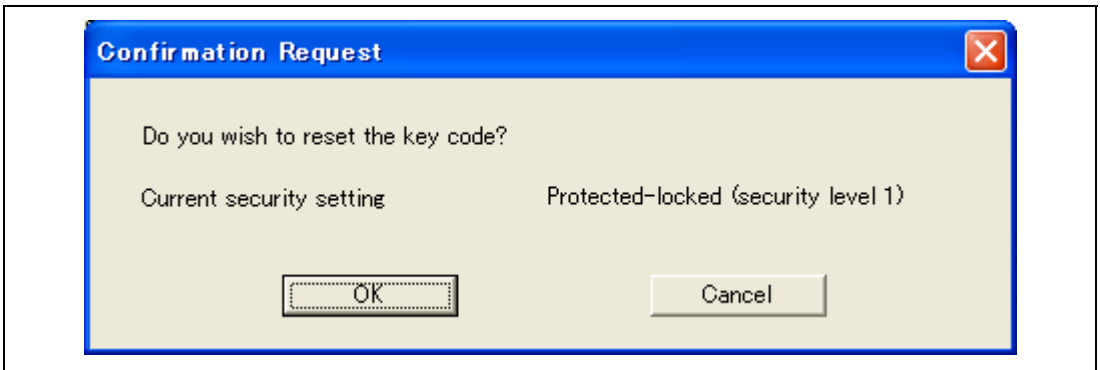 Confirmation Request
Do you wish to reset the key code?
Current security setting Protected-locked (security level 1)
OK Cancel